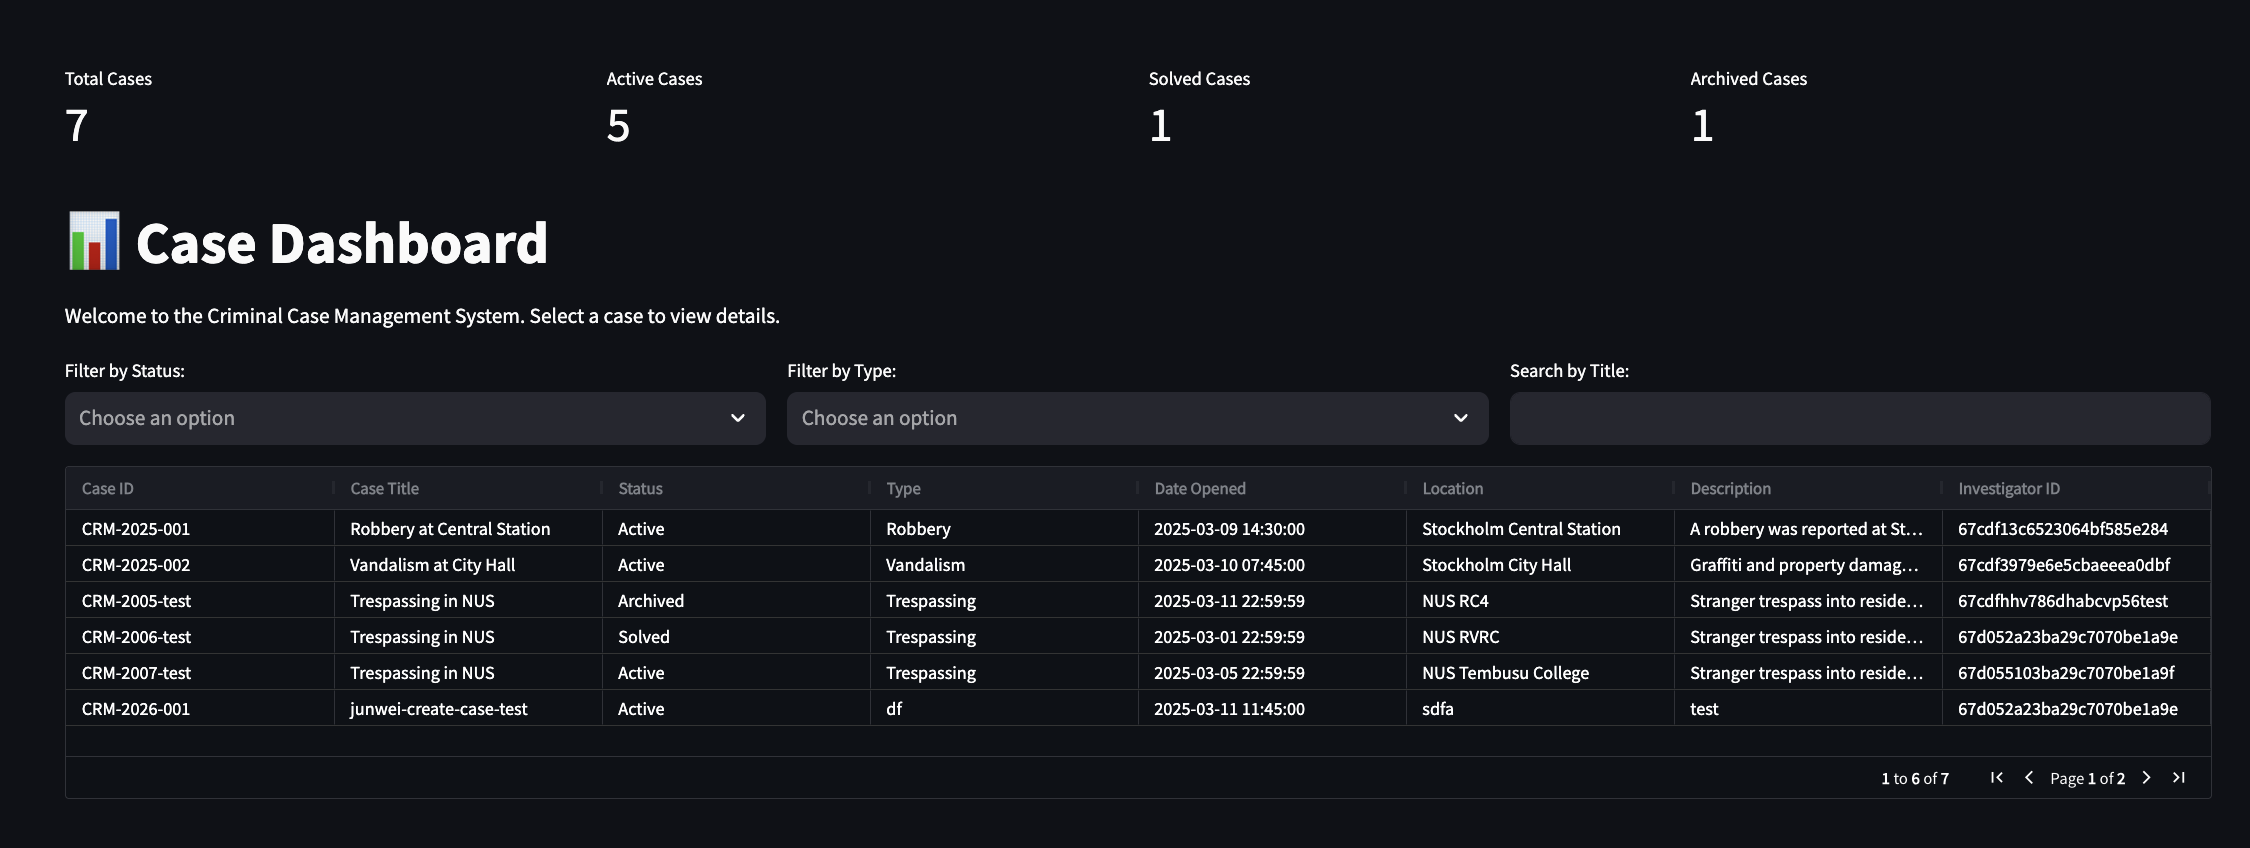 Total Cases Active Cases Solved Cases Archived Cases
7 5 1 1
Case Dashboard
Welcome to the Criminal Case Management System. Select a case to view details.
Filter by Status: Filter by Type: Search by Title:
Choose an option Choose an option
Case ID Case Title Status Type Date Opened Location Description Investigator ID
CRM-2025-001 Robbery at Central Station Active Robbery 2025-03-09 14:30:00 Stockholm Central Station A robbery was reported at St... 67cdf13c6523064bf585e284
CRM-2025-002 Vandalism at City Hall Active Vandalism 2025-03-10 07:45:00 Stockholm City Hall Graffiti and property damag... 67cdf3979e6e5cbaeeea0dbf
CRM-2005-test Trespassing in NUS Archived Trespassing 2025-03-11 22:59:59 NUS RC4 Stranger trespass into reside... 67cdfhhv786dhabcvp56test
CRM-2006-test Trespassing in NUS Solved Trespassing 2025-03-01 22:59:59 NUS RVRC Stranger trespass into reside... 67d052a23ba29c7070be1a9e
CRM-2007-test Trespassing in NUS Active Trespassing 2025-03-05 22:59:59 NUS Tembusu College Stranger trespass into reside... 67d055103ba29c7070be1a9f
CRM-2026-001 junwei-create-case-test Active df 2025-03-11 11:45:00 sdfa test 67d052a23ba29c7070be1a9e
1 to 6 of 7 Page 1 of 2